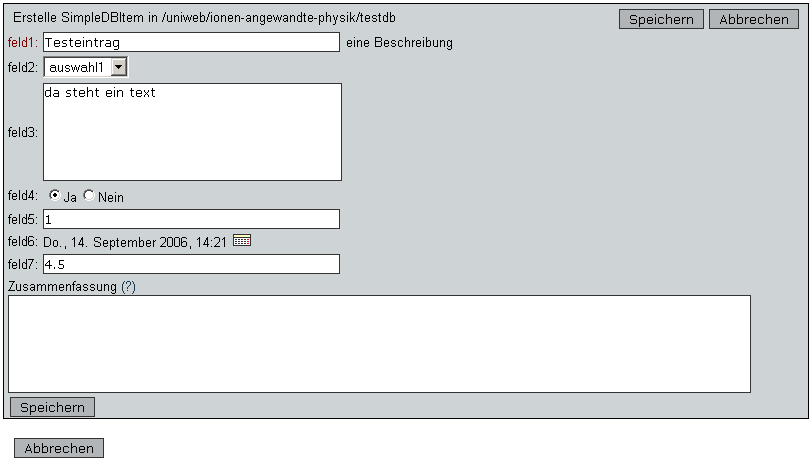 Erstelle SimpleDBItem in /uniweb/ionen-angewandte-physik/testdb Speichern Abbrechen
feld1: Testeintrag eine Beschreibung
feld2: auswahl1
feld3: da steht ein text
feld4: Ja Nein
feld5: 1
feld6: Do., 14. September 2006, 14:21
feld7: 4.5
Zusammenfassung (?)
Speichern
Abbrechen